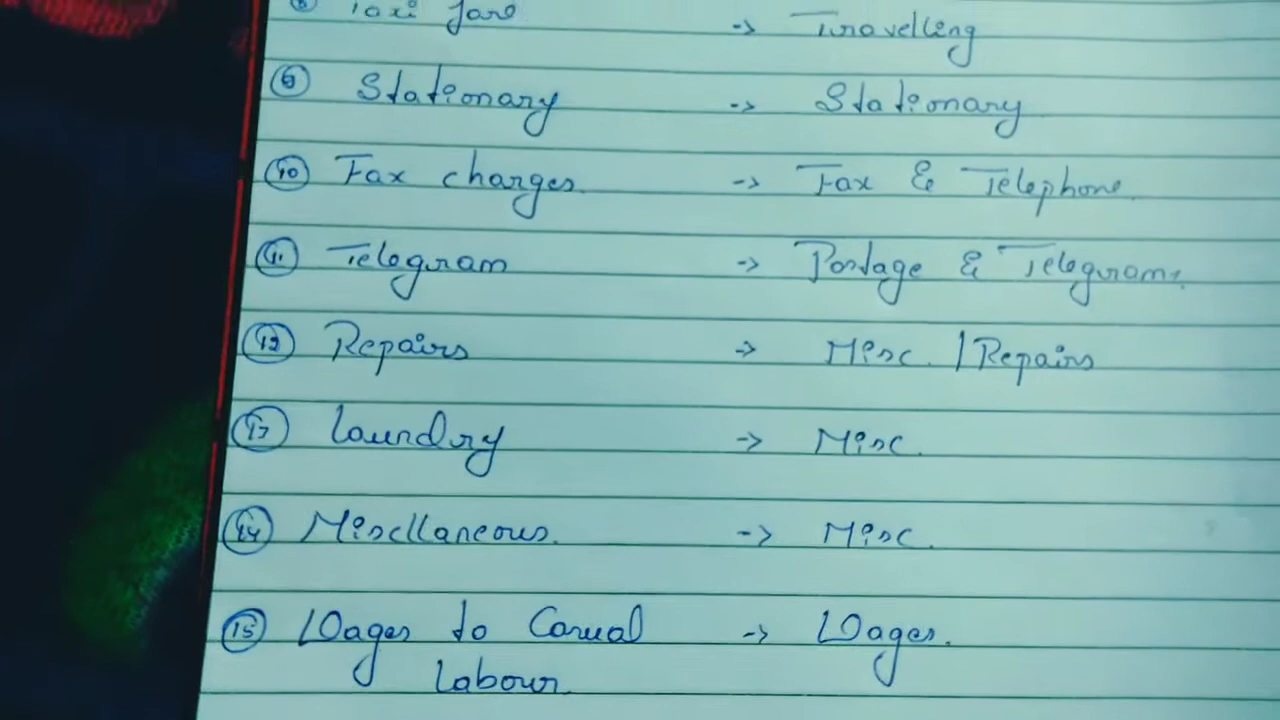 8 Taxi fare -> Travelling
9 Stationary -> Stationary
10 Fax charges. -> Fax & Telephone.
11 Telegram -> Postage & Telegrams.
12 Repairs -> Misc. / Repairs
13 Laundry -> Misc.
14 Miscllaneous. -> Misc.
15 Wages to Casual -> Wages.
Labour.